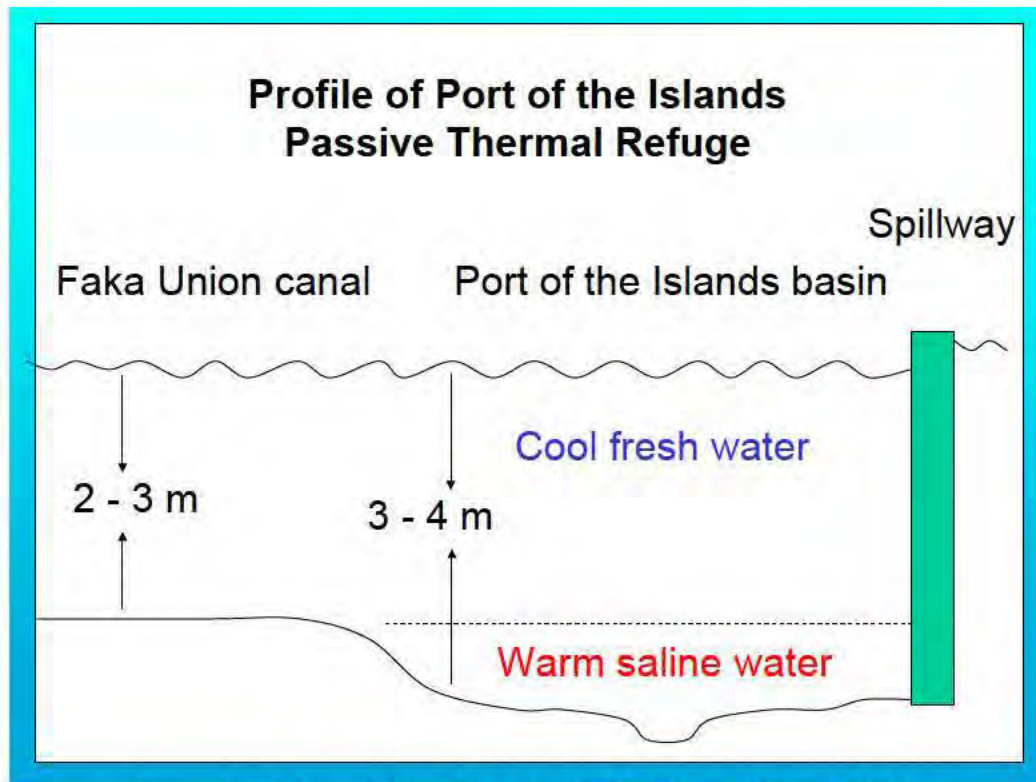 Profile of Port of the Islands
Passive Thermal Refuge
Spillway
Faka Union canal
Port of the Islands basin
Cool fresh water
2 - 3 m
3 - 4 m
Warm saline water